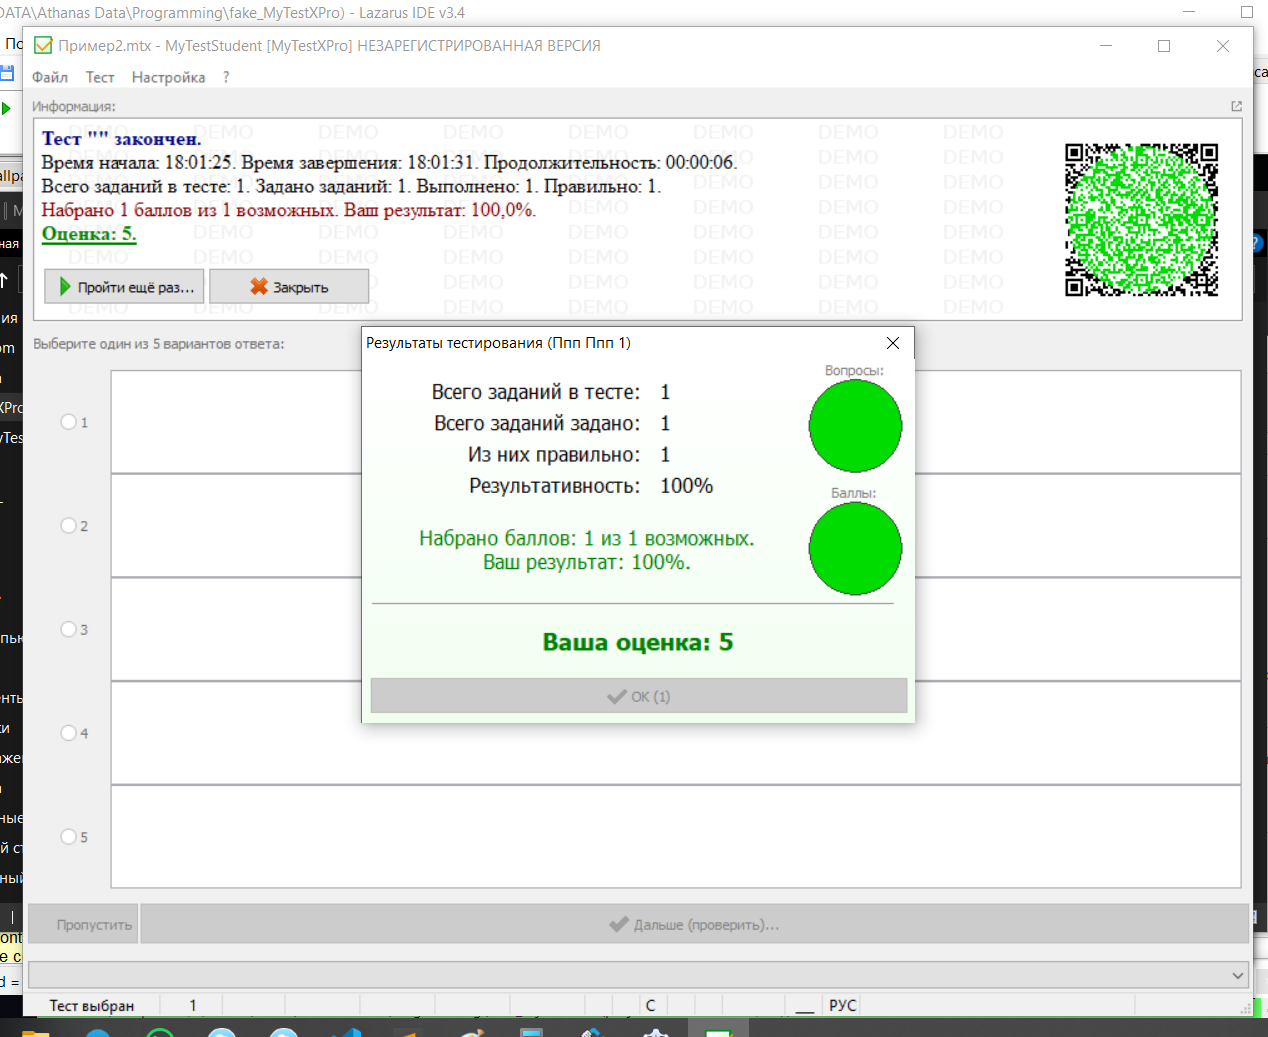 DATA\Athanas Data\Programming\fake_MyTestXPro) - Lazarus IDE v3.4
Пример2.mtx - MyTestStudent [MyTestXPro] НЕЗАРЕГИСТРИРОВАННАЯ ВЕРСИЯ
Файл Тест Настройка ?
Информация:
DEMO DEMO DEMO DEMO DEMO DEMO DEMO DEMO
Тест "" закончен.
Время начала: 18:01:25. Время завершения: 18:01:31. Продолжительность: 00:00:06.
Всего заданий в тесте: 1. Задано заданий: 1. Выполнено: 1. Правильно: 1.
Набрано 1 баллов из 1 возможных. Ваш результат: 100,0%.
Оценка: 5.
Пройти ещё раз... Закрыть
Выберите один из 5 вариантов ответа:
Результаты тестирования (Ппп Ппп 1)
Всего заданий в тесте: 1
Всего заданий задано: 1
Из них правильно: 1
Результативность: 100%
Вопросы:
Баллы:
Набрано баллов: 1 из 1 возможных.
Ваш результат: 100%.
Ваша оценка: 5
OK (1)
1
2
3
4
5
Пропустить Дальше (проверить)...
Тест выбран 1 С __ РУС